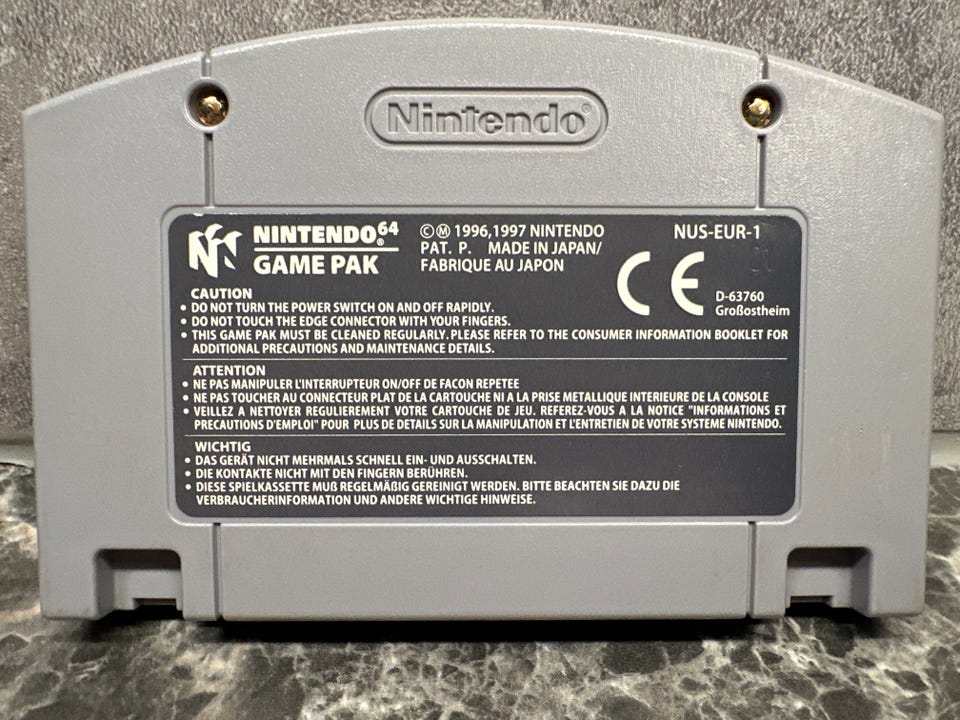 Nintendo®
NINTENDO⁶⁴®
GAME PAK
©Ⓜ 1996,1997 NINTENDO
PAT. P. MADE IN JAPAN/
FABRIQUE AU JAPON
NUS-EUR-1
CE
D-63760
Großostheim
CAUTION
• DO NOT TURN THE POWER SWITCH ON AND OFF RAPIDLY.
• DO NOT TOUCH THE EDGE CONNECTOR WITH YOUR FINGERS.
• THIS GAME PAK MUST BE CLEANED REGULARLY. PLEASE REFER TO THE CONSUMER INFORMATION BOOKLET FOR
ADDITIONAL PRECAUTIONS AND MAINTENANCE DETAILS.
ATTENTION
• NE PAS MANIPULER L'INTERRUPTEUR ON/OFF DE FACON REPETEE
• NE PAS TOUCHER AU CONNECTEUR PLAT DE LA CARTOUCHE NI A LA PRISE METALLIQUE INTERIEURE DE LA CONSOLE
• VEILLEZ A NETTOYER REGULIEREMENT VOTRE CARTOUCHE DE JEU. REFEREZ-VOUS A LA NOTICE "INFORMATIONS ET
PRECAUTIONS D'EMPLOI" POUR PLUS DE DETAILS SUR LA MANIPULATION ET L'ENTRETIEN DE VOTRE SYSTEME NINTENDO.
WICHTIG
• DAS GERÄT NICHT MEHRMALS SCHNELL EIN- UND AUSSCHALTEN.
• DIE KONTAKTE NICHT MIT DEN FINGERN BERÜHREN.
• DIESE SPIELKASSETTE MUß REGELMÄßIG GEREINIGT WERDEN. BITTE BEACHTEN SIE DAZU DIE
VERBRAUCHERINFORMATION UND ANDERE WICHTIGE HINWEISE.